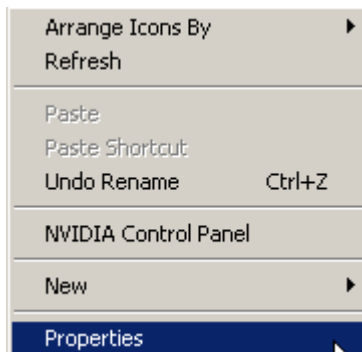 Arrange Icons By
Refresh
Paste
Paste Shortcut
Undo Rename Ctrl+Z
NVIDIA Control Panel
New
Properties